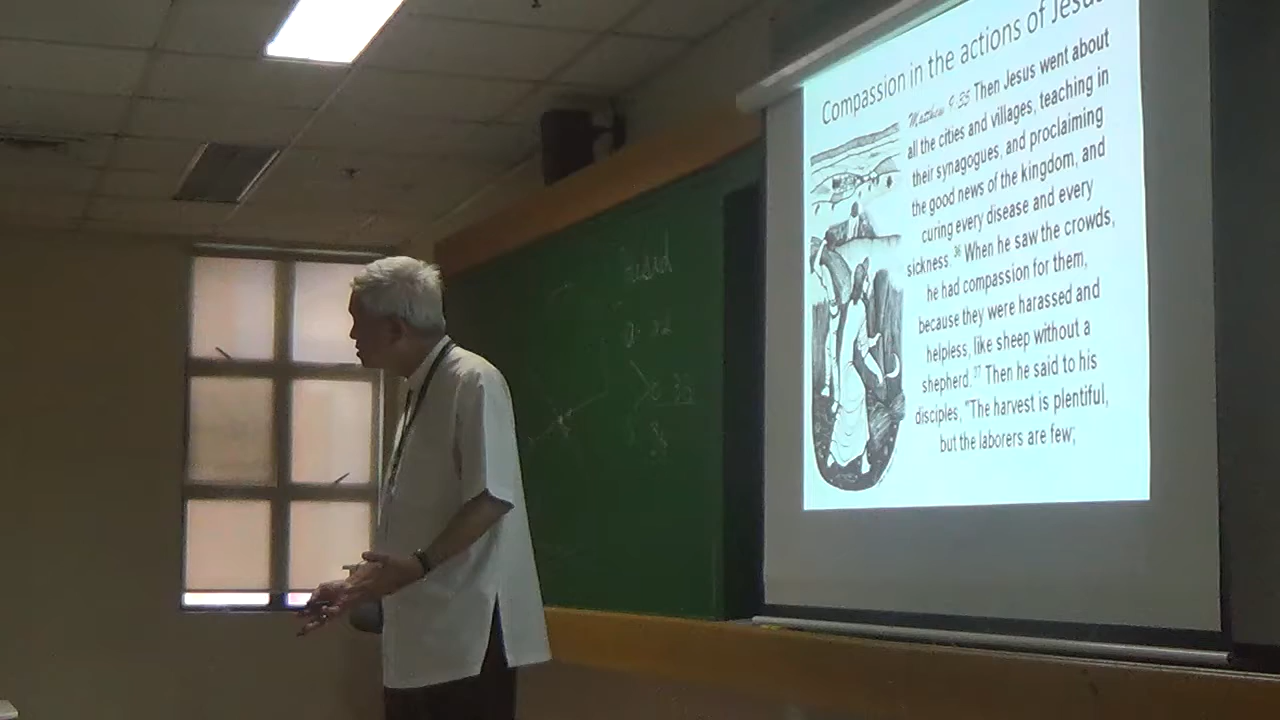 Compassion in the actions of Jesus
Matthew 9:35 Then Jesus went about
all the cities and villages, teaching in
their synagogues, and proclaiming
the good news of the kingdom, and
curing every disease and every
sickness. 36 When he saw the crowds,
he had compassion for them,
because they were harassed and
helpless, like sheep without a
shepherd. 37 Then he said to his
disciples, "The harvest is plentiful,
but the laborers are few;